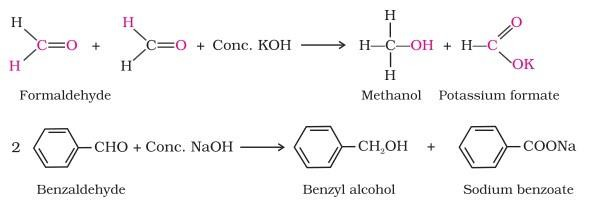 H H H O
C=O + C=O + Conc. KOH → H—C—OH + H—C
H H H OK
Formaldehyde Methanol Potassium formate
2 CHO + Conc. NaOH → CH₂OH + COONa
Benzaldehyde Benzyl alcohol Sodium benzoate